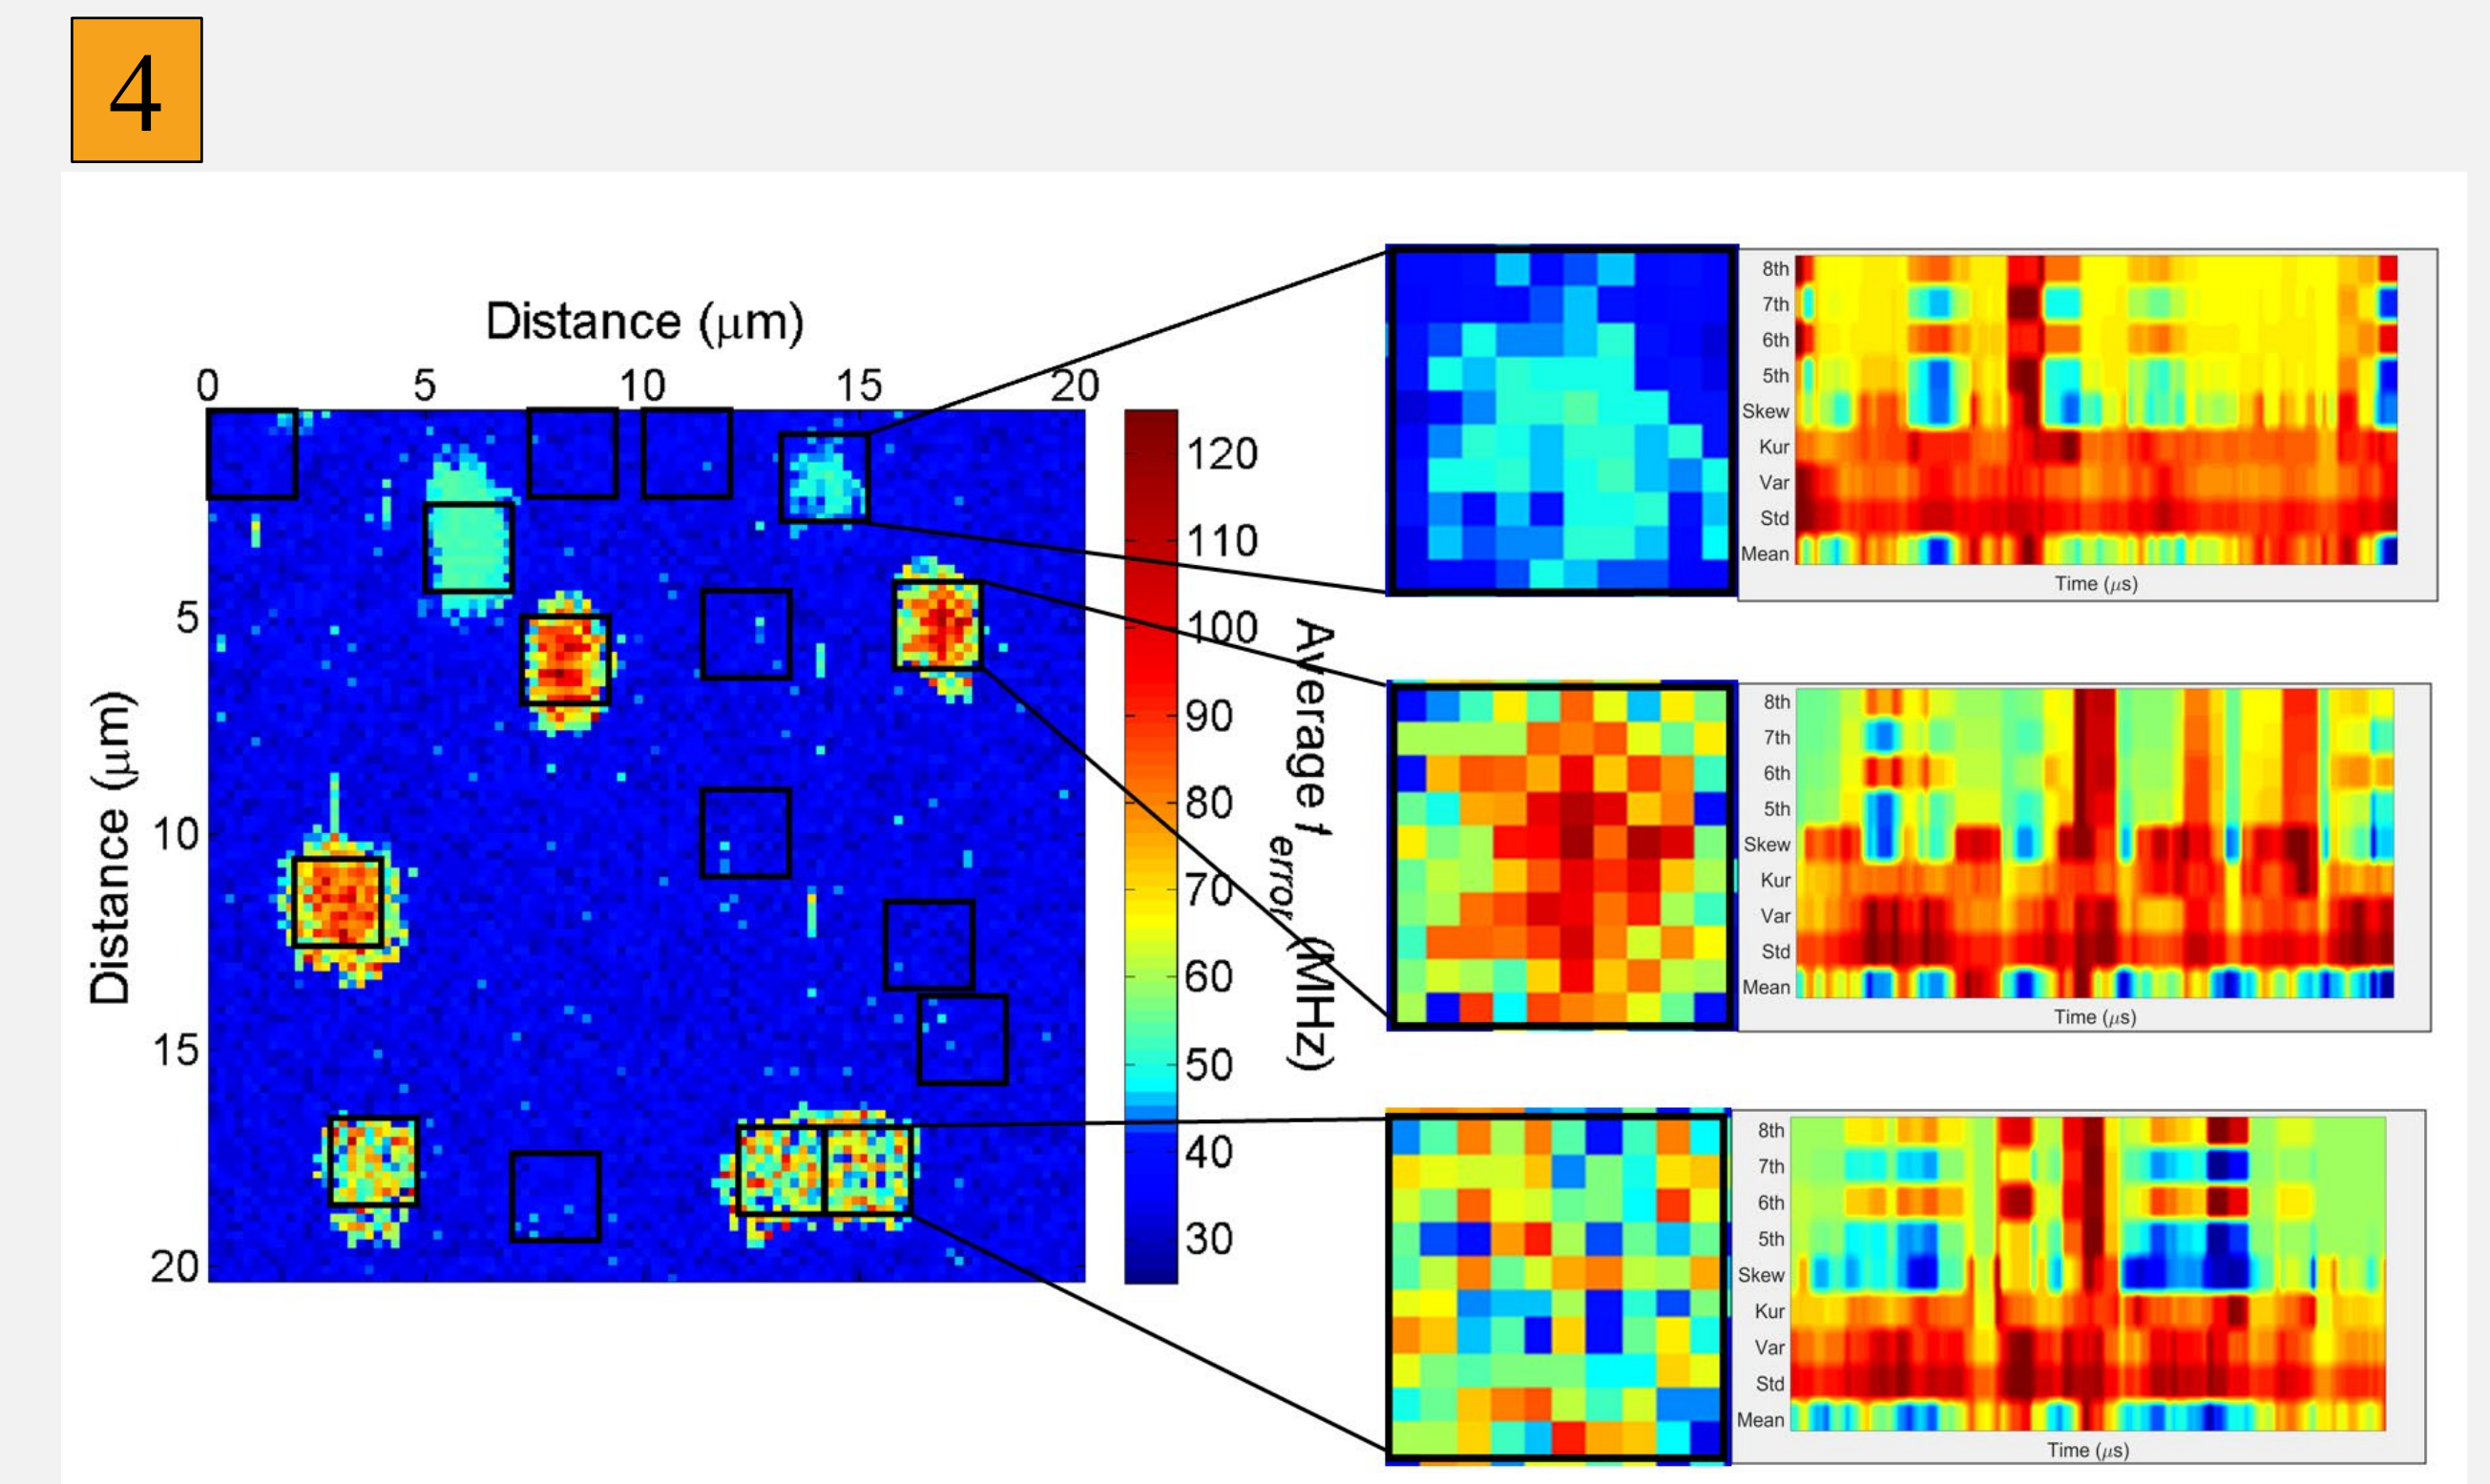 4
Distance (μm)
0 5 10 15 20
Distance (μm)
5
10
15
20
120
110
100
90
80
70
60
50
40
30
Average f error (MHz)
8th
7th
6th
5th
Skew
Kur
Var
Std
Mean
Time (μs)
8th
7th
6th
5th
Skew
Kur
Var
Std
Mean
Time (μs)
8th
7th
6th
5th
Skew
Kur
Var
Std
Mean
Time (μs)